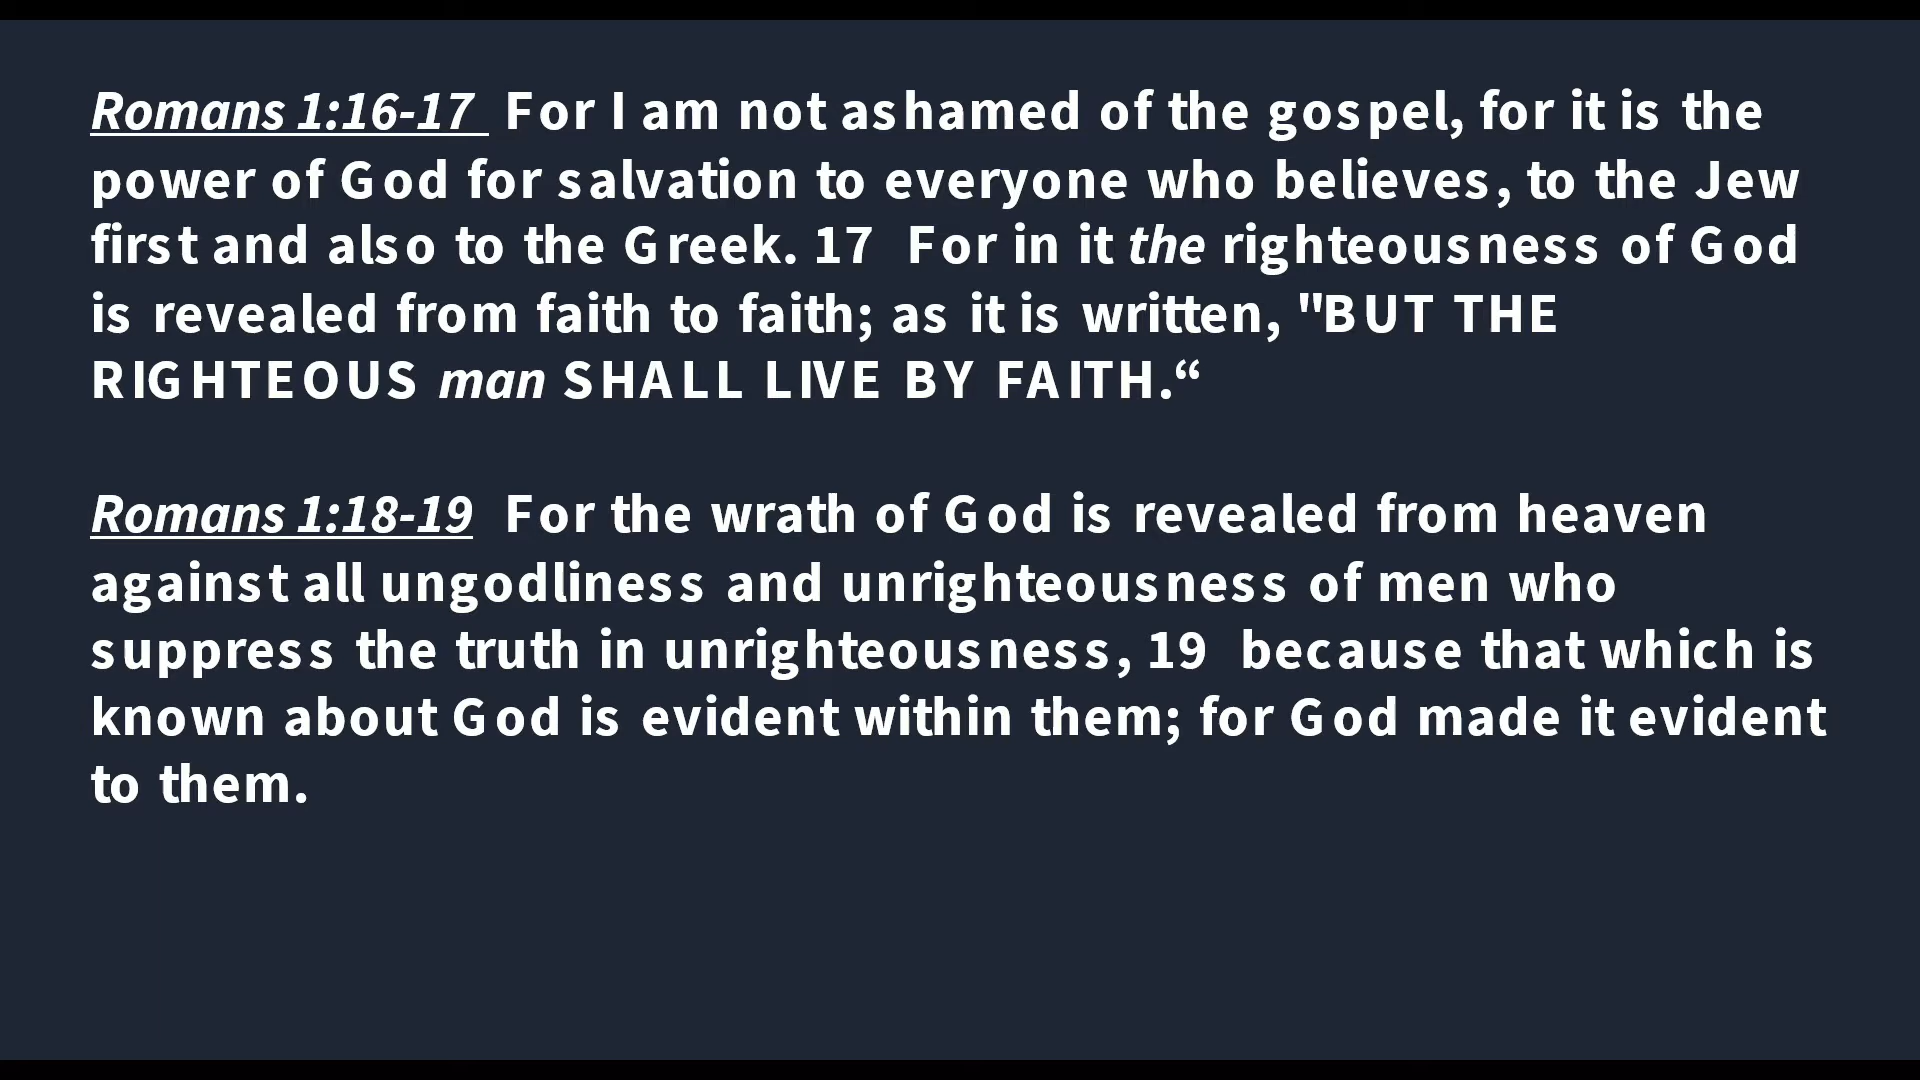 Romans 1:16-17  For I am not ashamed of the gospel, for it is the
power of God for salvation to everyone who believes, to the Jew
first and also to the Greek. 17  For in it the righteousness of God
is revealed from faith to faith; as it is written, "BUT THE
RIGHTEOUS man SHALL LIVE BY FAITH.“
Romans 1:18-19  For the wrath of God is revealed from heaven
against all ungodliness and unrighteousness of men who
suppress the truth in unrighteousness, 19  because that which is
known about God is evident within them; for God made it evident
to them.